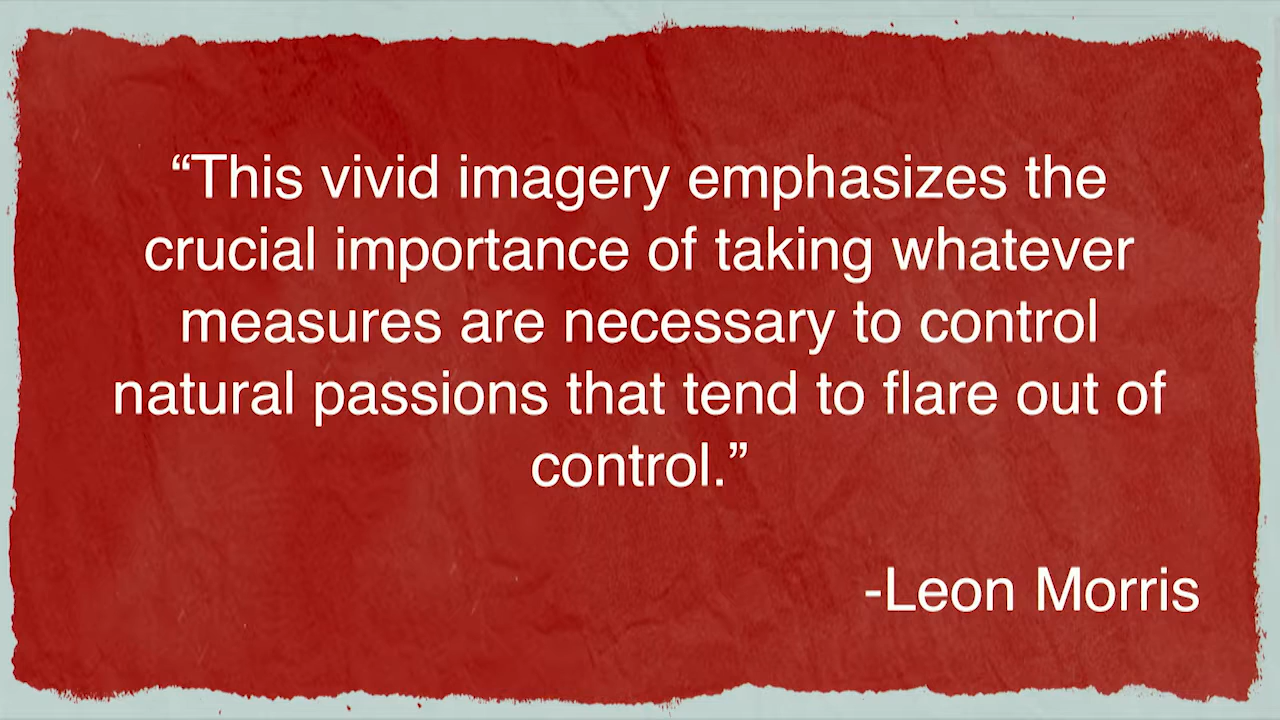 “This vivid imagery emphasizes the
crucial importance of taking whatever
measures are necessary to control
natural passions that tend to flare out of
control.”
-Leon Morris